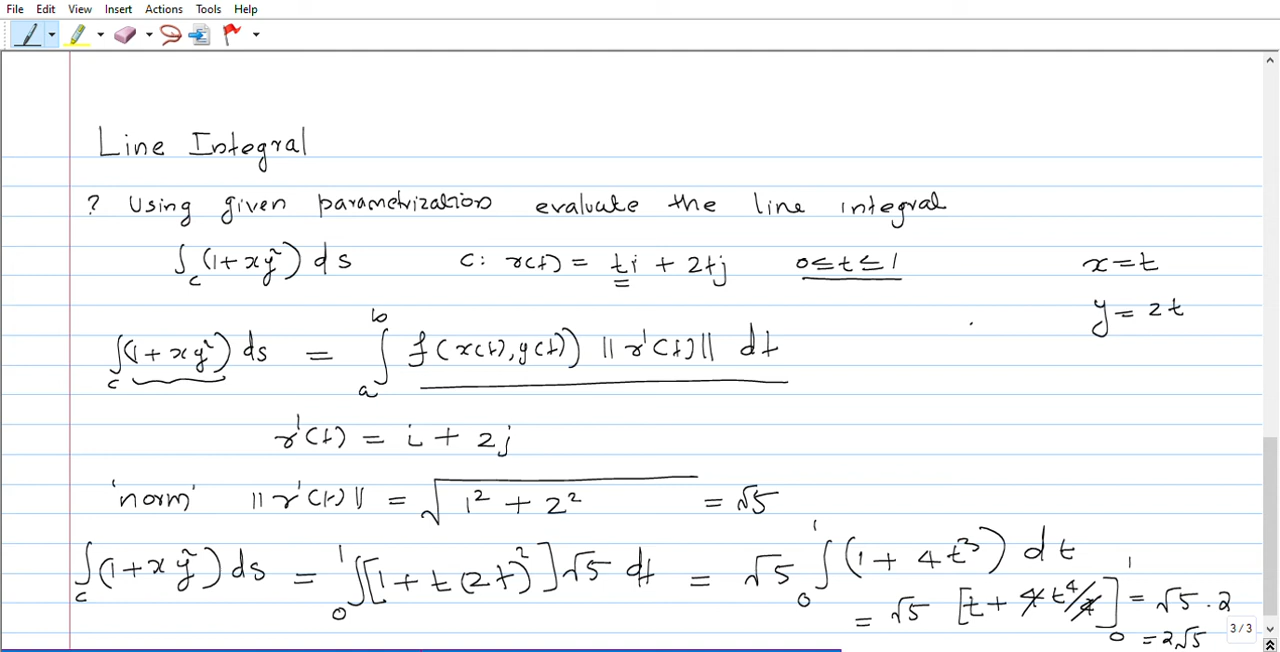 File Edit View Insert Actions Tools Help
Line Integral
? Using given parametrization evaluate the line integral
∫_C (1+xy²) ds C: r(t) = ti + 2tj 0≤t≤1 x=t
y = 2t
∫_C (1+xy²) ds = ∫_a^b f(x(t),y(t)) ||r'(t)|| dt
r'(t) = i + 2j
'norm' ||r'(t)|| = √(1² + 2²) = √5
∫_C (1+xy²) ds = ∫_0^1 [1+t(2t)²] √5 dt = √5 ∫_0^1 (1+4t³) dt
= √5 [t + 4t⁴/4]_0^1 = √5 . 2
= 2√5
3/3